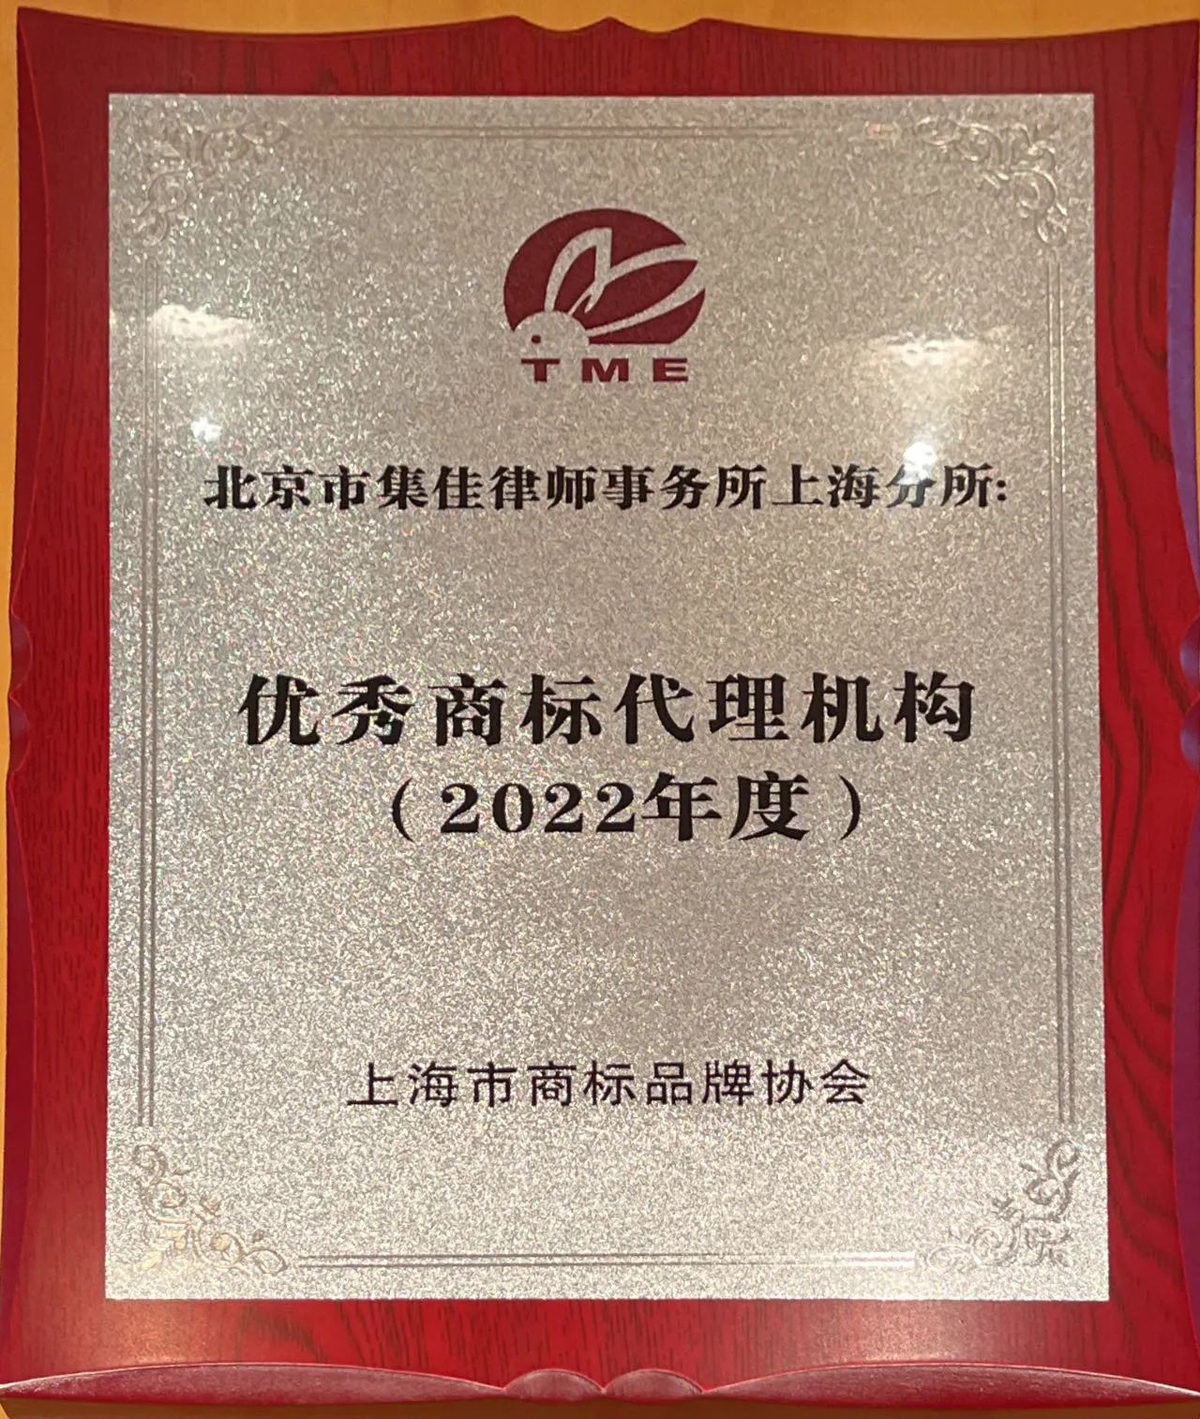 TME
北京市集佳律师事务所上海分所:
优秀商标代理机构
（2022年度）
上海市商标品牌协会